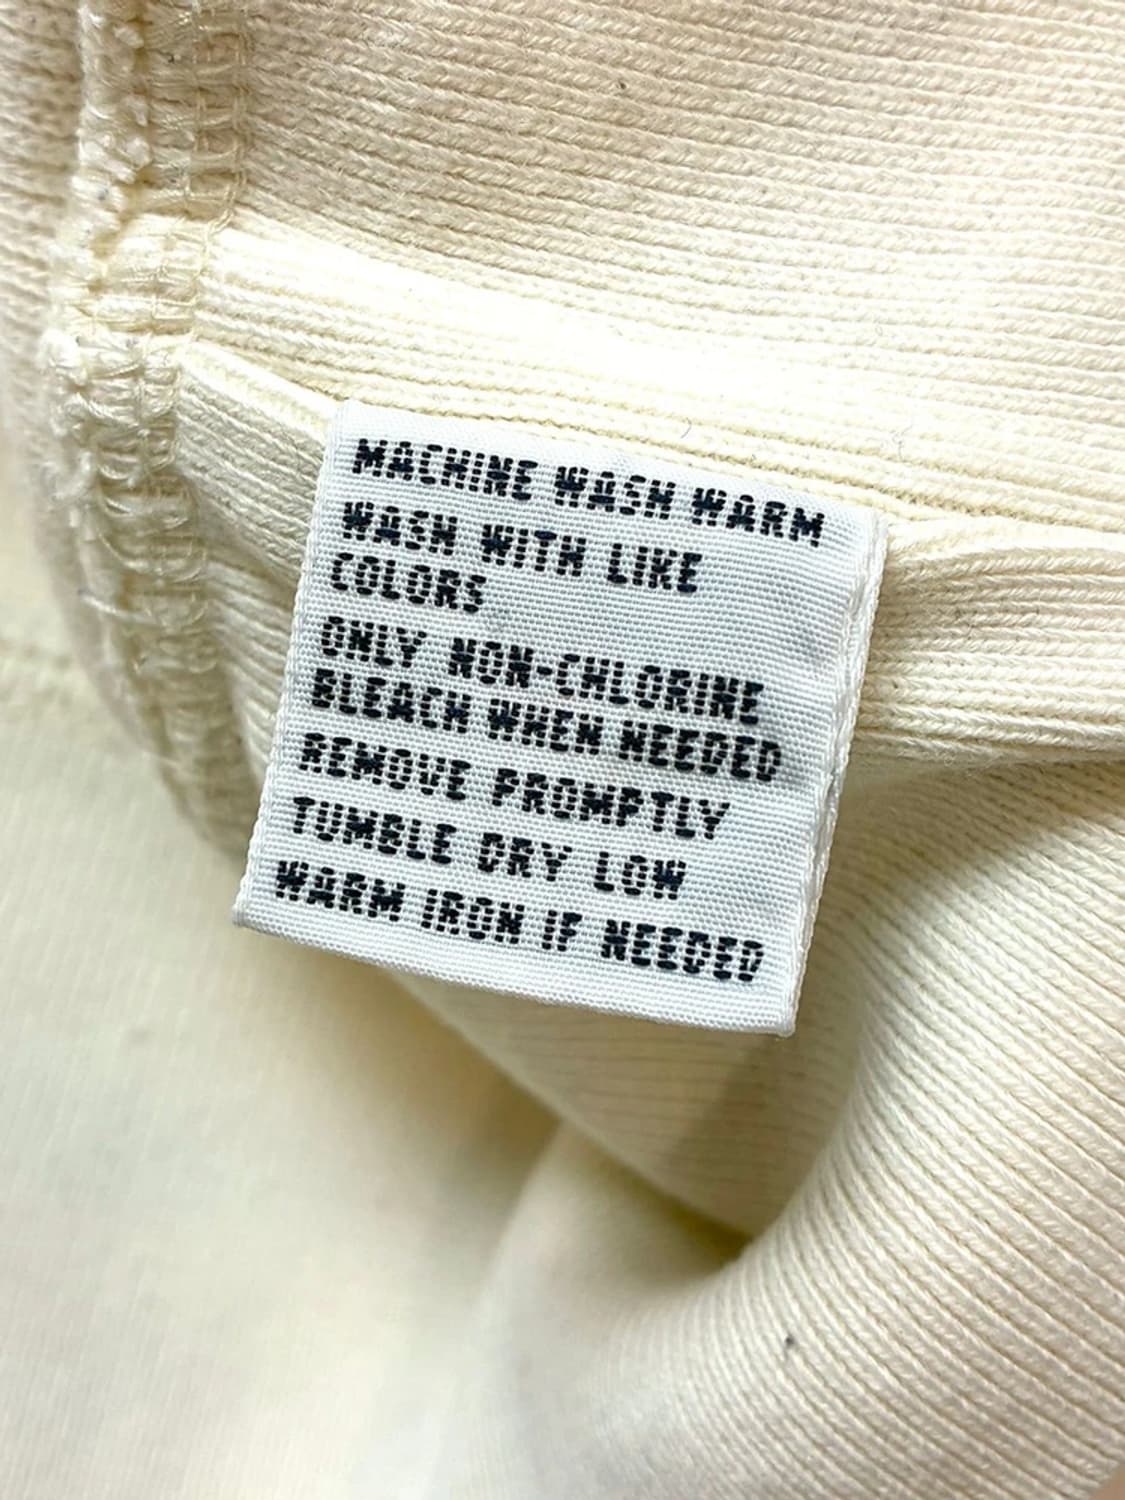 MACHINE WASH WARM
WASH WITH LIKE
COLORS
ONLY NON-CHLORINE
BLEACH WHEN NEEDED
REMOVE PROMPTLY
TUMBLE DRY LOW
WARM IRON IF NEEDED